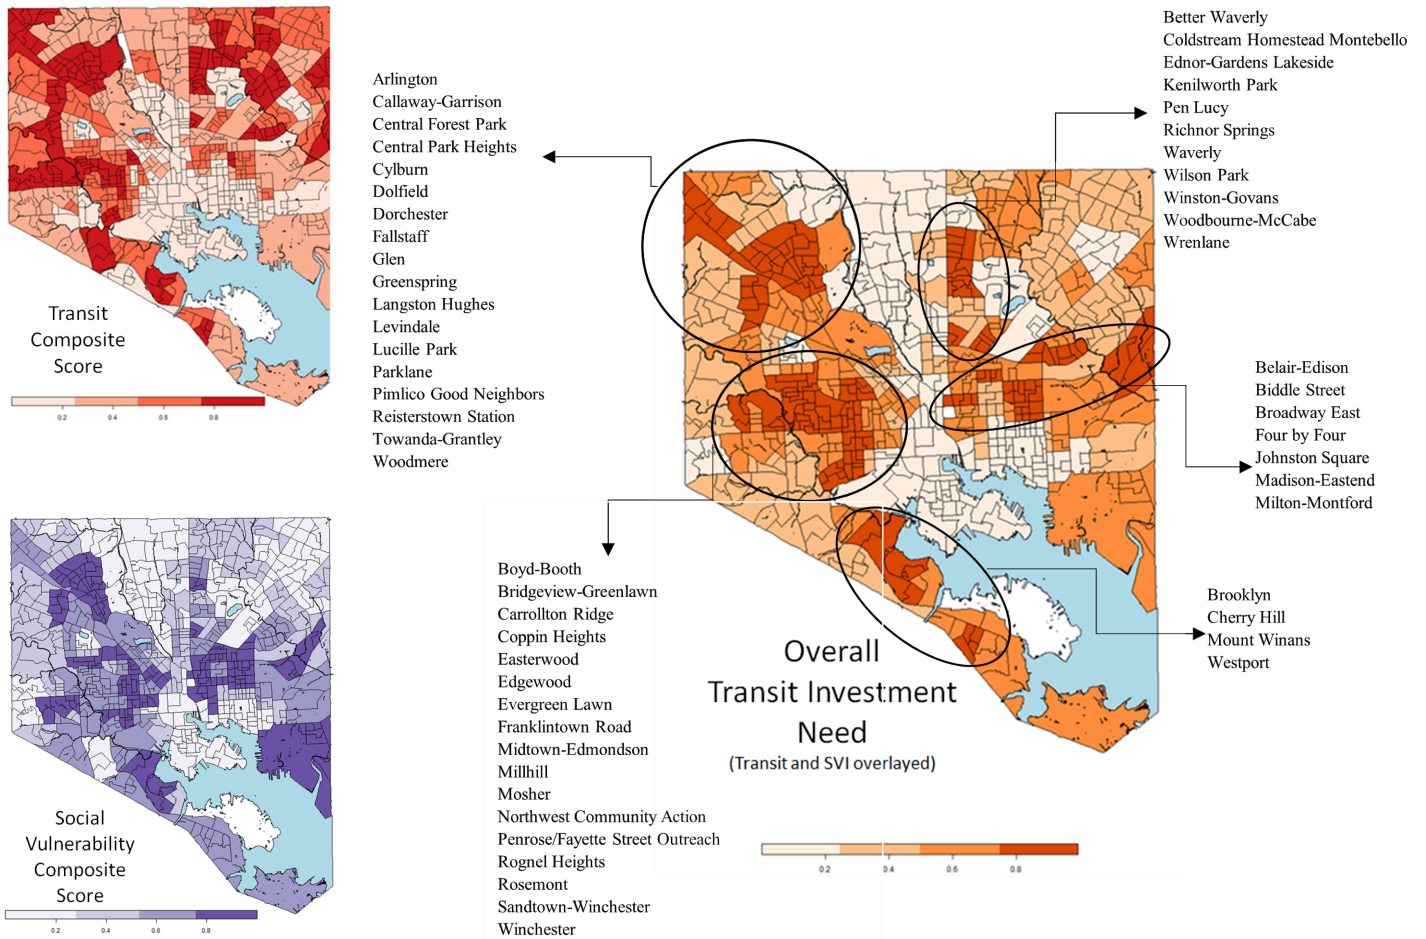 Transit
Composite
Score
0.2 0.4 0.6 0.8
Social
Vulnerability
Composite
Score
0.2 0.4 0.6 0.8
Arlington
Callaway-Garrison
Central Forest Park
Central Park Heights
Cylburn
Dolfield
Dorchester
Fallstaff
Glen
Greenspring
Langston Hughes
Levindale
Lucille Park
Parklane
Pimlico Good Neighbors
Reisterstown Station
Towanda-Grantley
Woodmere
Boyd-Booth
Bridgeview-Greenlawn
Carrollton Ridge
Coppin Heights
Easterwood
Edgewood
Evergreen Lawn
Franklintown Road
Midtown-Edmondson
Millhill
Mosher
Northwest Community Action
Penrose/Fayette Street Outreach
Rognel Heights
Rosemont
Sandtown-Winchester
Winchester
Overall
Transit Investment
Need
(Transit and SVI overlayed)
0.2 0.4 0.6 0.8
Better Waverly
Coldstream Homestead Montebello
Ednor-Gardens Lakeside
Kenilworth Park
Pen Lucy
Richnor Springs
Waverly
Wilson Park
Winston-Govans
Woodbourne-McCabe
Wrenlane
Belair-Edison
Biddle Street
Broadway East
Four by Four
Johnston Square
Madison-Eastend
Milton-Montford
Brooklyn
Cherry Hill
Mount Winans
Westport